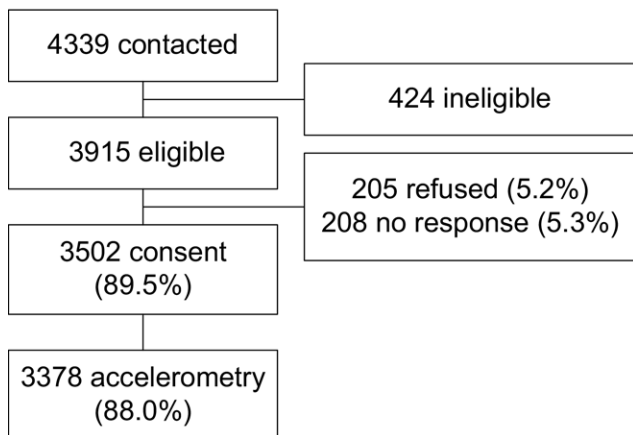 4339 contacted
424 ineligible
3915 eligible
205 refused (5.2%)
208 no response (5.3%)
3502 consent
(89.5%)
3378 accelerometry
(88.0%)